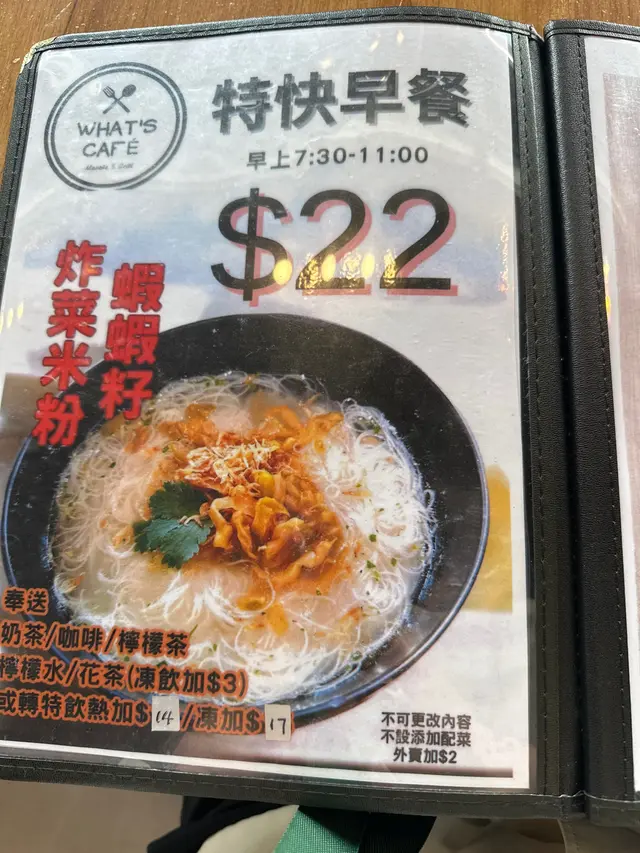 WHAT'S
CAFÉ
特快早餐
早上7:30-11:00
$22
蝦蝦籽
炸菜米粉
奉送
奶茶/咖啡/檸檬茶
檸檬水/花茶(凍飲加$3)
或轉特飲熱加$14/凍加$17
不可更改內容
不設添加配菜
外賣加$2